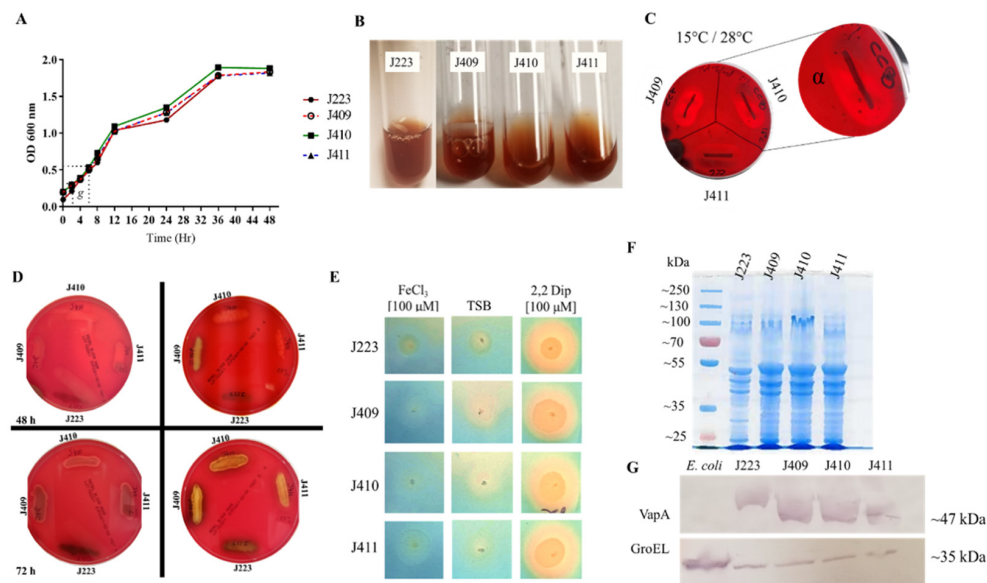 A
OD 600 nm
2.0
1.5
1.0
0.5
0.0
g
0 4 8 12 16 20 24 28 32 36 40 44 48
Time (Hr)
J223
J409
J410
J411
B
J223 J409 J410 J411
C
15°C / 28°C
J409
J410
J411
α
D
J410
J409
J411
J223
48 h
J410
J409
J411
J223
J410
J409
J411
J223
72 h
J410
J409
J411
J223
E
FeCl3 TSB 2,2 Dip
[100 µM] [100 µM]
J223
J409
J410
J411
F
kDa J223 J409 J410 J411
~250
~130
~100
~70
~55
~35
~25
G
E. coli J223 J409 J410 J411
VapA ~47 kDa
GroEL ~35 kDa